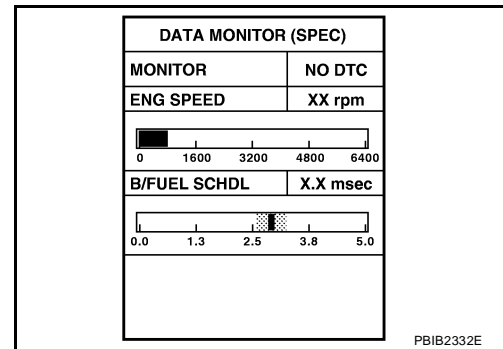 DATA MONITOR (SPEC)
MONITOR NO DTC
ENG SPEED XX rpm
0 1600 3200 4800 6400
B/FUEL SCHDL X.X msec
0.0 1.3 2.5 3.8 5.0
PBIB2332E